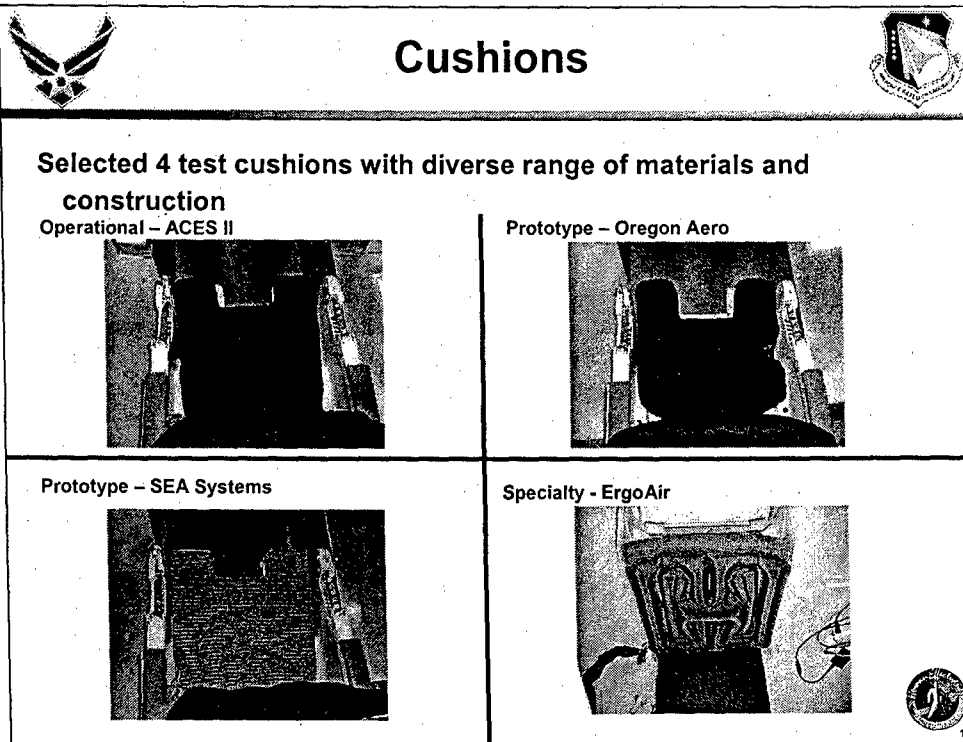 Cushions
Selected 4 test cushions with diverse range of materials and
construction
Operational – ACES II
Prototype – Oregon Aero
Prototype – SEA Systems
Specialty - ErgoAir
1